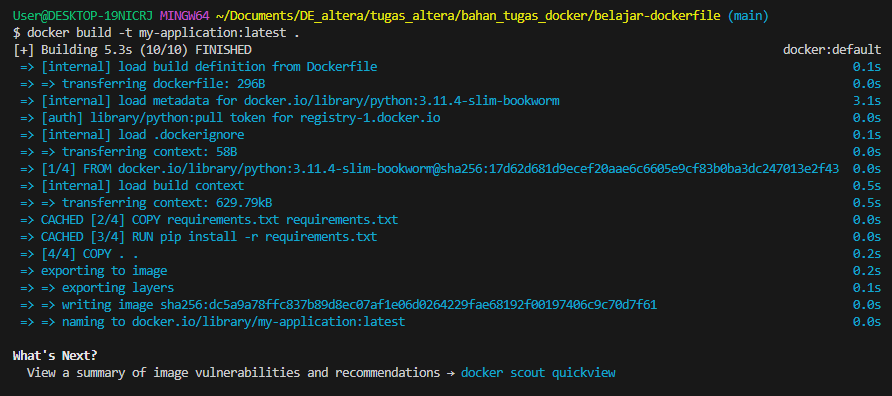 User@DESKTOP-19NICRJ MINGW64 ~/Documents/DE_altera/tugas_altera/bahan_tugas_docker/belajar-dockerfile (main)
$ docker build -t my-application:latest .
[+] Building 5.3s (10/10) FINISHED docker:default
=> [internal] load build definition from Dockerfile 0.1s
=> => transferring dockerfile: 296B 0.0s
=> [internal] load metadata for docker.io/library/python:3.11.4-slim-bookworm 3.1s
=> [auth] library/python:pull token for registry-1.docker.io 0.0s
=> [internal] load .dockerignore 0.1s
=> => transferring context: 58B 0.0s
=> [1/4] FROM docker.io/library/python:3.11.4-slim-bookworm@sha256:17d62d681d9ecef20aae6c6605e9cf83b0ba3dc247013e2f43 0.0s
=> [internal] load build context 0.5s
=> => transferring context: 629.79kB 0.5s
=> CACHED [2/4] COPY requirements.txt requirements.txt 0.0s
=> CACHED [3/4] RUN pip install -r requirements.txt 0.0s
=> [4/4] COPY . . 0.2s
=> exporting to image 0.2s
=> => exporting layers 0.1s
=> => writing image sha256:dc5a9a78ffc837b89d8ec07af1e06d0264229fae68192f00197406c9c70d7f61 0.0s
=> => naming to docker.io/library/my-application:latest 0.0s
What's Next?
View a summary of image vulnerabilities and recommendations → docker scout quickview